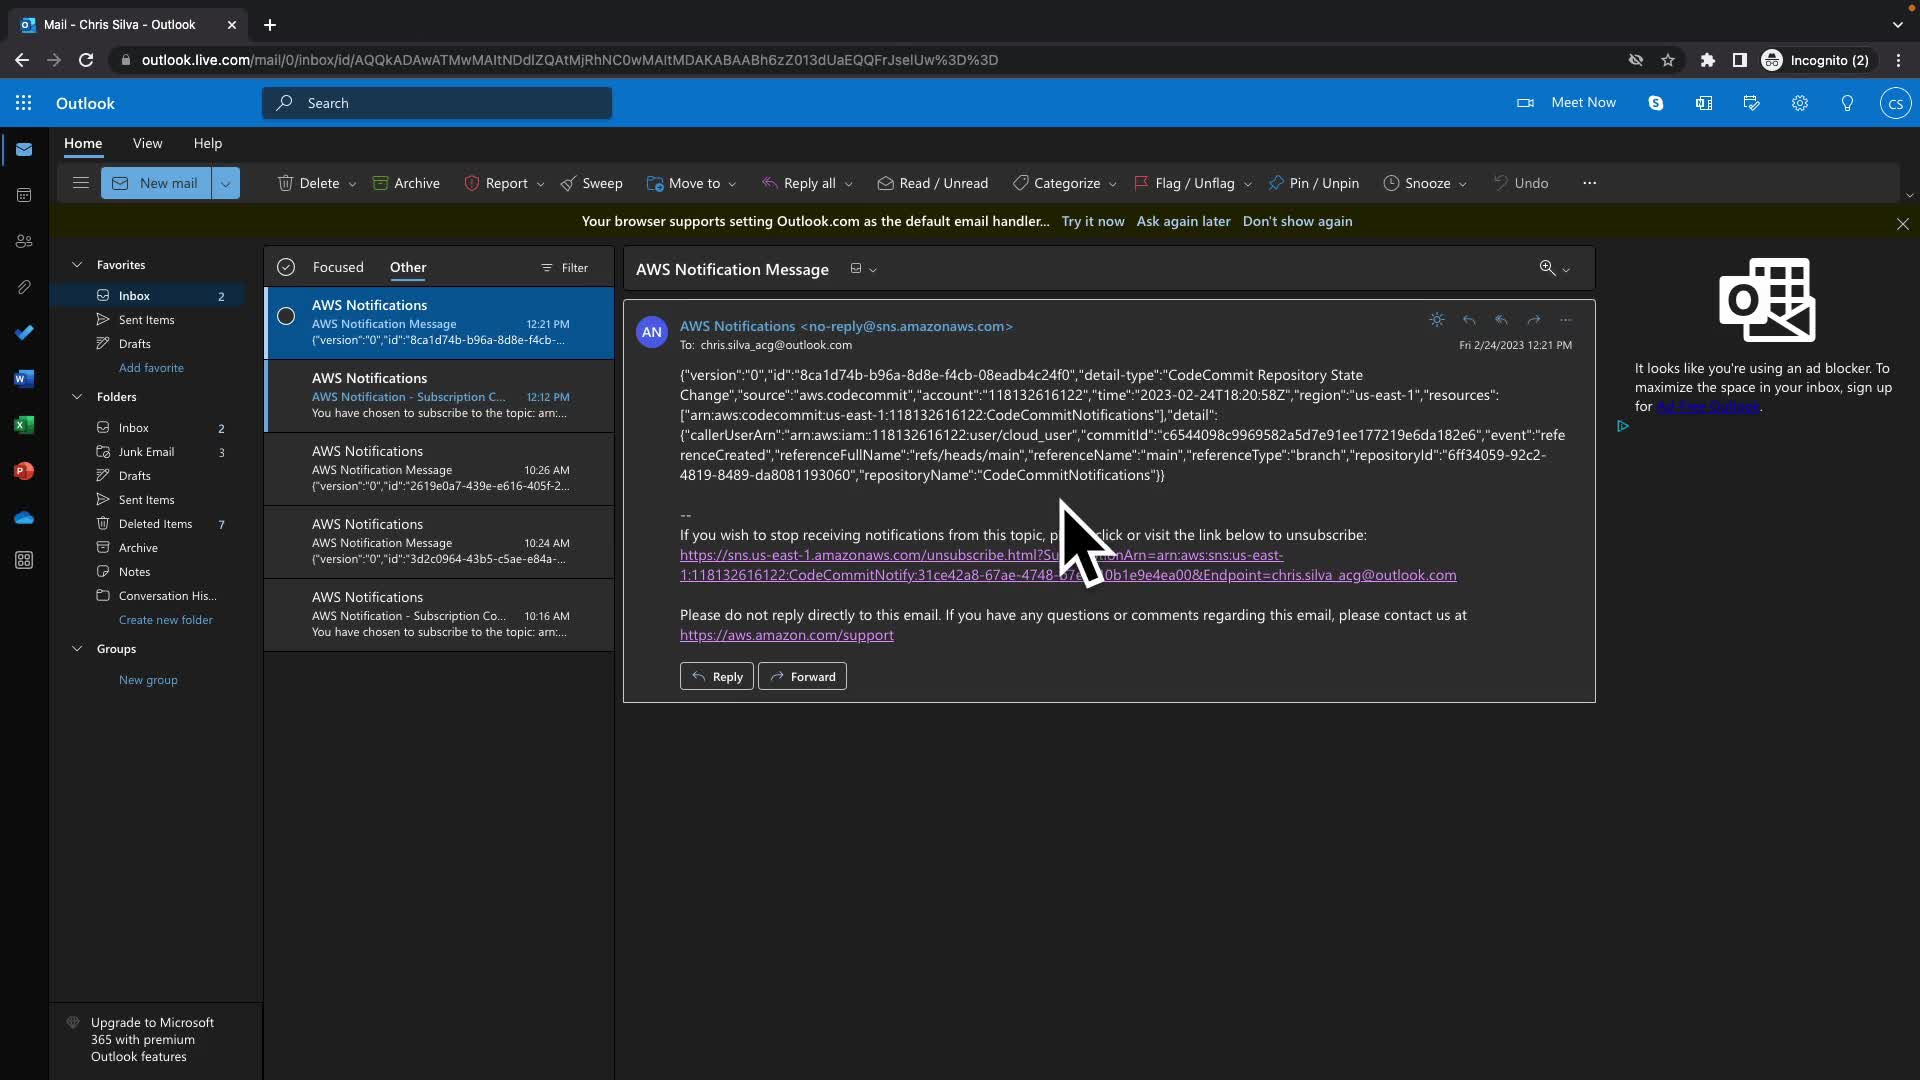 Mail - Chris Silva - Outlook
outlook.live.com/mail/0/inbox/id/AQQkADAwATMwMAItNDdlZQAtMjRhNC0wMAItMDAKABAABh6zZ013dUaEQQFrJselUw%3D%3D
Incognito (2)
Outlook
Search
Meet Now
CS
Home View Help
New mail
Delete Archive Report Sweep Move to Reply all Read / Unread Categorize Flag / Unflag Pin / Unpin Snooze Undo
Your browser supports setting Outlook.com as the default email handler... Try it now Ask again later Don't show again
Favorites
Inbox 2
Sent Items
Drafts
Add favorite
Folders
Inbox 2
Junk Email 3
Drafts
Sent Items
Deleted Items 7
Archive
Notes
Conversation His...
Create new folder
Groups
New group
Upgrade to Microsoft
365 with premium
Outlook features
Focused Other Filter
AWS Notifications
AWS Notification Message 12:21 PM
{"version":"0","id":"8ca1d74b-b96a-8d8e-f4cb-...
AWS Notifications
AWS Notification - Subscription C... 12:12 PM
You have chosen to subscribe to the topic: arn:...
AWS Notifications
AWS Notification Message 10:26 AM
{"version":"0","id":"2619e0a7-439e-e616-405f-2...
AWS Notifications
AWS Notification Message 10:24 AM
{"version":"0","id":"3d2c0964-43b5-c5ae-e84a-...
AWS Notifications
AWS Notification - Subscription Co... 10:16 AM
You have chosen to subscribe to the topic: arn:...
AWS Notification Message
AN
AWS Notifications <no-reply@sns.amazonaws.com>
To: chris.silva_acg@outlook.com
Fri 2/24/2023 12:21 PM
{"version":"0","id":"8ca1d74b-b96a-8d8e-f4cb-08eadb4c24f0","detail-type":"CodeCommit Repository State
Change","source":"aws.codecommit","account":"118132616122","time":"2023-02-24T18:20:58Z","region":"us-east-1","resources":
["arn:aws:codecommit:us-east-1:118132616122:CodeCommitNotifications"],"detail":
{"callerUserArn":"arn:aws:iam::118132616122:user/cloud_user","commitId":"c6544098c9969582a5d7e91ee177219e6da182e6","event":"refe
renceCreated","referenceFullName":"refs/heads/main","referenceName":"main","referenceType":"branch","repositoryId":"6ff34059-92c2-
4819-8489-da8081193060","repositoryName":"CodeCommitNotifications"}}
--
If you wish to stop receiving notifications from this topic, click or visit the link below to unsubscribe:
https://sns.us-east-1.amazonaws.com/unsubscribe.html?Su onArn=arn:aws:sns:us-east-
1:118132616122:CodeCommitNotify:31ce42a8-67ae-4748- 0b1e9e4ea00&Endpoint=chris.silva_acg@outlook.com
Please do not reply directly to this email. If you have any questions or comments regarding this email, please contact us at
https://aws.amazon.com/support
Reply Forward
It looks like you're using an ad blocker. To
maximize the space in your inbox, sign up
for Ad-Free Outlook.